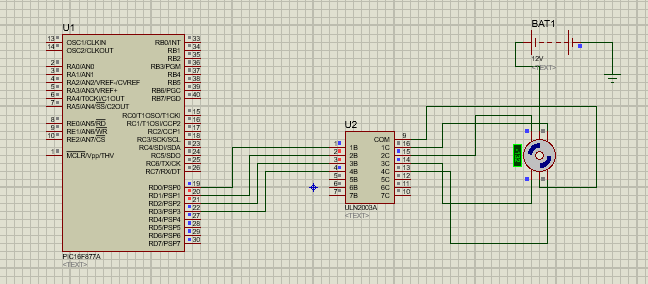 U1
13 OSC1/CLKIN RB0/INT 33
14 OSC2/CLKOUT RB1 34
RB2 35
2 RA0/AN0 RB3/PGM 36
3 RA1/AN1 RB4 37
4 RA2/AN2/VREF-/CVREF RB5 38
5 RA3/AN3/VREF+ RB6/PGC 39
6 RA4/T0CKI/C1OUT RB7/PGD 40
7 RA5/AN4/SS/C2OUT
RC0/T1OSO/T1CKI 15
8 RE0/AN5/RD RC1/T1OSI/CCP2 16
9 RE1/AN6/WR RC2/CCP1 17
10 RE2/AN7/CS RC3/SCK/SCL 18
RC4/SDI/SDA 23
1 MCLR/Vpp/THV RC5/SDO 24
RC6/TX/CK 25
RC7/RX/DT 26
RD0/PSP0 19
RD1/PSP1 20
RD2/PSP2 21
RD3/PSP3 22
RD4/PSP4 27
RD5/PSP5 28
RD6/PSP6 29
RD7/PSP7 30
PIC16F877A
<TEXT>
U2
COM 9
1 1B 1C 16
2 2B 2C 15
3 3B 3C 14
4 4B 4C 13
5 5B 5C 12
6 6B 6C 11
7 7B 7C 10
ULN2003A
<TEXT>
BAT1
12V
<TEXT>